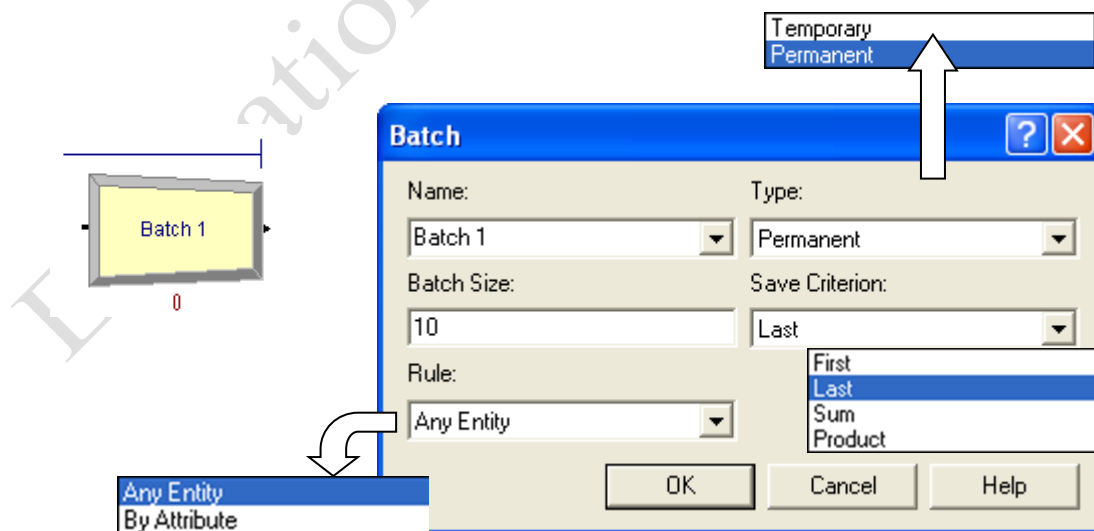 Temporary
Permanent
Batch
Name:
Type:
Batch 1
Batch 1
Permanent
Batch Size:
Save Criterion:
0
10
Last
Rule:
First
Last
Any Entity
Sum
Product
OK
Cancel
Help
Any Entity
By Attribute